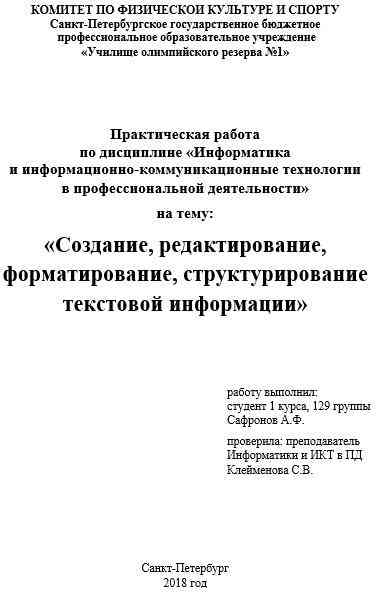 КОМИТЕТ ПО ФИЗИЧЕСКОЙ КУЛЬТУРЕ И СПОРТУ
Санкт-Петербургское государственное бюджетное
профессиональное образовательное учреждение
«Училище олимпийского резерва №1»
Практическая работа
по дисциплине «Информатика
и информационно-коммуникационные технологии
в профессиональной деятельности»
на тему:
«Создание, редактирование,
форматирование, структурирование
текстовой информации»
работу выполнил:
студент 1 курса, 129 группы
Сафронов А.Ф.
проверила: преподаватель
Информатики и ИКТ в ПД
Клейменова С.В.
Санкт-Петербург
2018 год